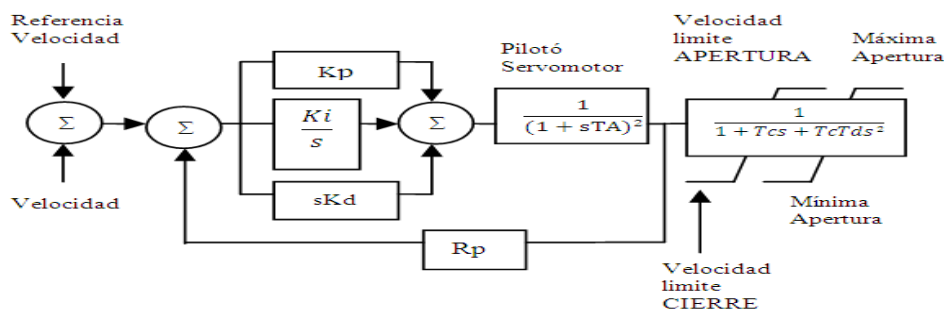 Referencia
Velocidad
Velocidad
limite
APERTURA
Máxima
Apertura
Pilotó
Servomotor
Kp
Σ
Σ
Ki
s
Σ
1
(1 + sTA)²
1
1 + Tcs + TcTds²
sKd
Velocidad
Mínima
Apertura
Rp
Velocidad
limite
CIERRE